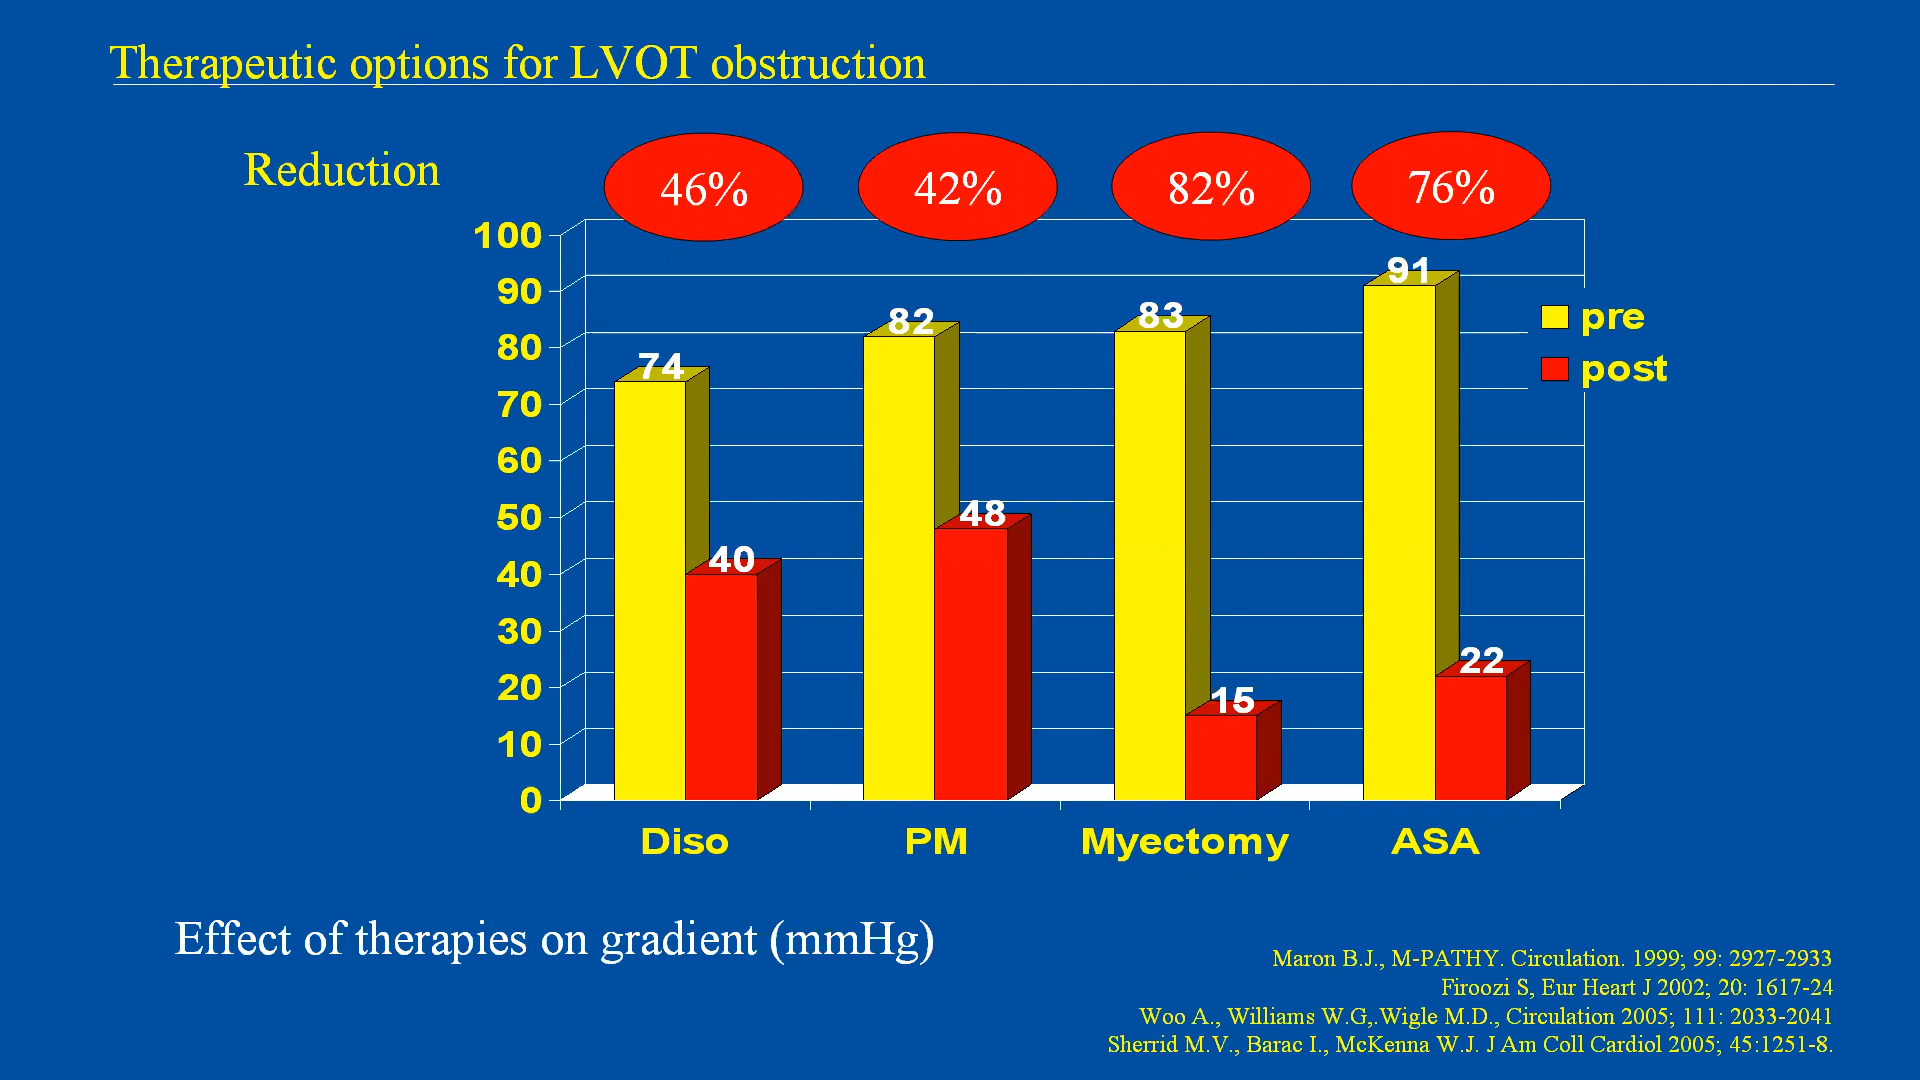 Therapeutic options for LVOT obstruction
Reduction
46% 42% 82% 76%
100
90
80
70
60
50
40
30
20
10
0
74
40
82
48
83
15
91
22
pre
post
Diso PM Myectomy ASA
Effect of therapies on gradient (mmHg)
Maron B.J., M-PATHY. Circulation. 1999; 99: 2927-2933
Firoozi S, Eur Heart J 2002; 20: 1617-24
Woo A., Williams W.G,.Wigle M.D., Circulation 2005; 111: 2033-2041
Sherrid M.V., Barac I., McKenna W.J. J Am Coll Cardiol 2005; 45:1251-8.